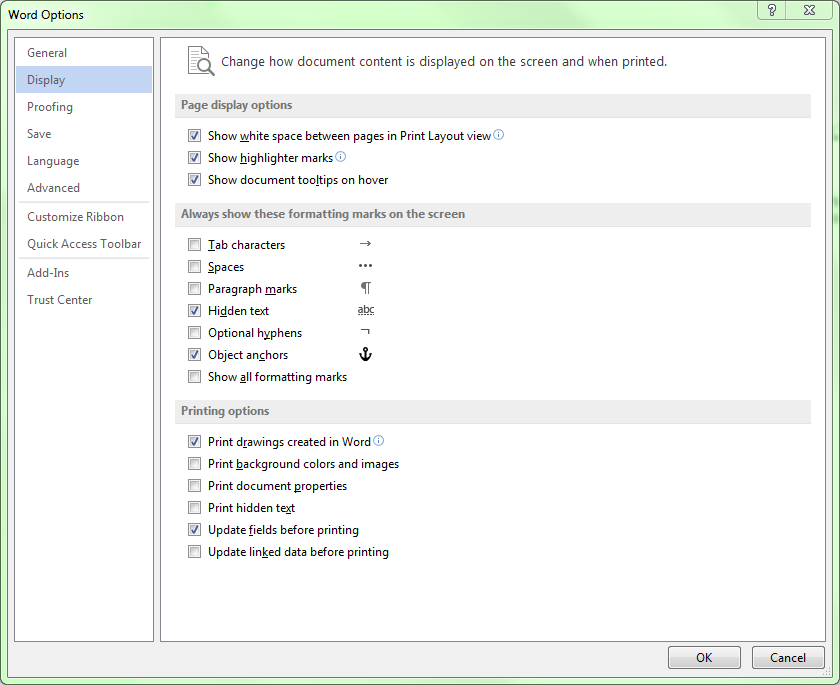 Word Options
?
General
Display
Proofing
Save
Language
Advanced
Customize Ribbon
Quick Access Toolbar
Add-Ins
Trust Center
Change how document content is displayed on the screen and when printed.
Page display options
Show white space between pages in Print Layout view
Show highlighter marks
Show document tooltips on hover
Always show these formatting marks on the screen
Tab characters →
Spaces •••
Paragraph marks ¶
Hidden text abc
Optional hyphens ¬
Object anchors
Show all formatting marks
Printing options
Print drawings created in Word
Print background colors and images
Print document properties
Print hidden text
Update fields before printing
Update linked data before printing
OK Cancel